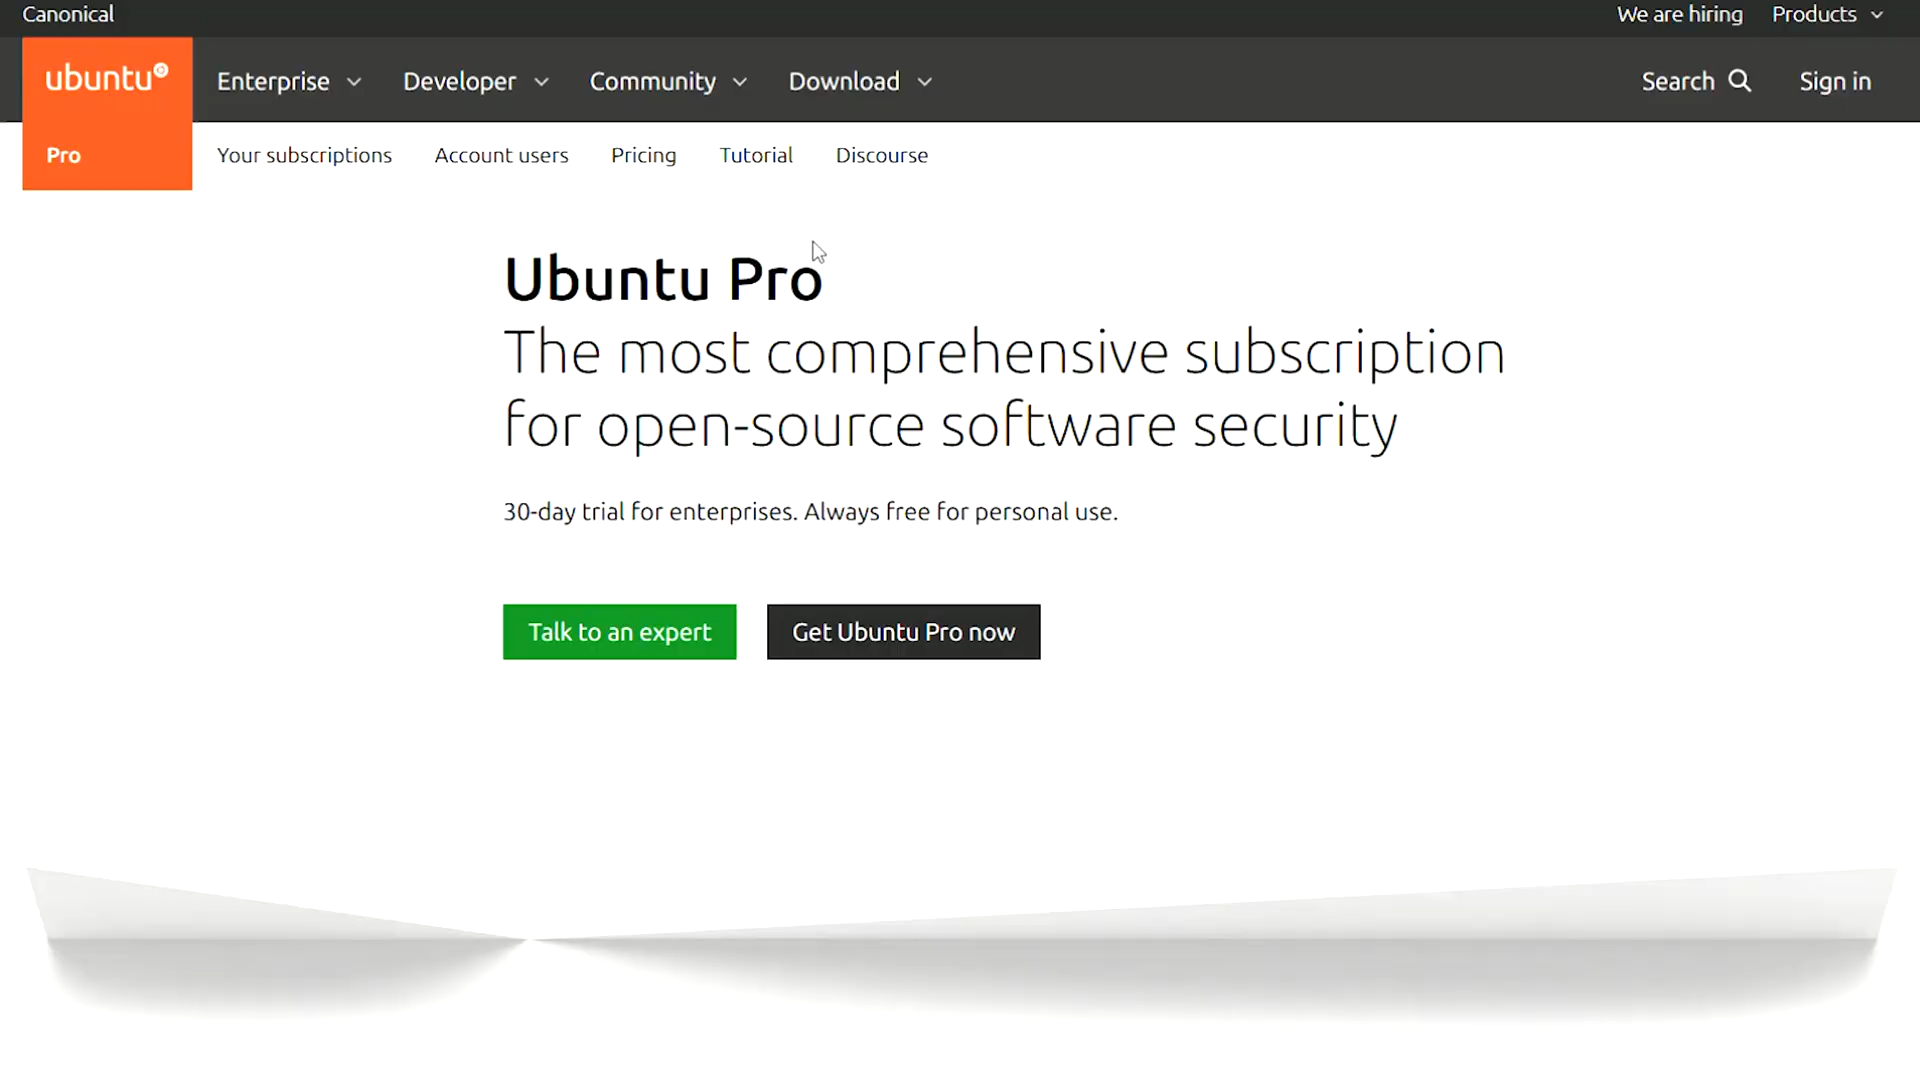 Canonical
We are hiring Products
ubuntu Enterprise Developer Community Download Search Sign in
Pro Your subscriptions Account users Pricing Tutorial Discourse
Ubuntu Pro
The most comprehensive subscription
for open-source software security
30-day trial for enterprises. Always free for personal use.
Talk to an expert Get Ubuntu Pro now